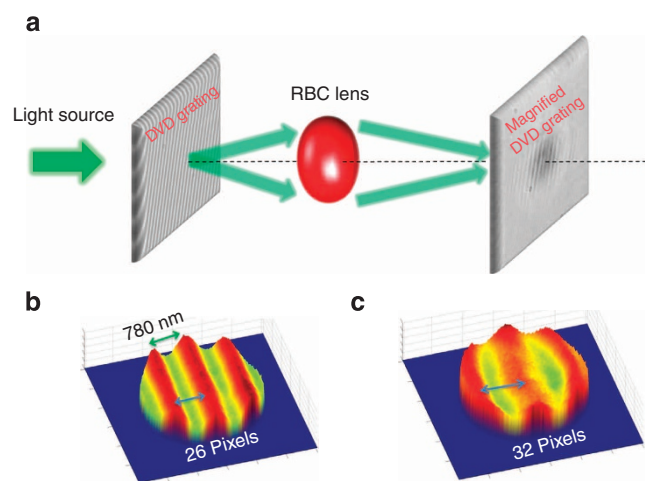 a
Light source
DVD grating
RBC lens
Magnified
DVD grating
b
780 nm
26 Pixels
c
32 Pixels